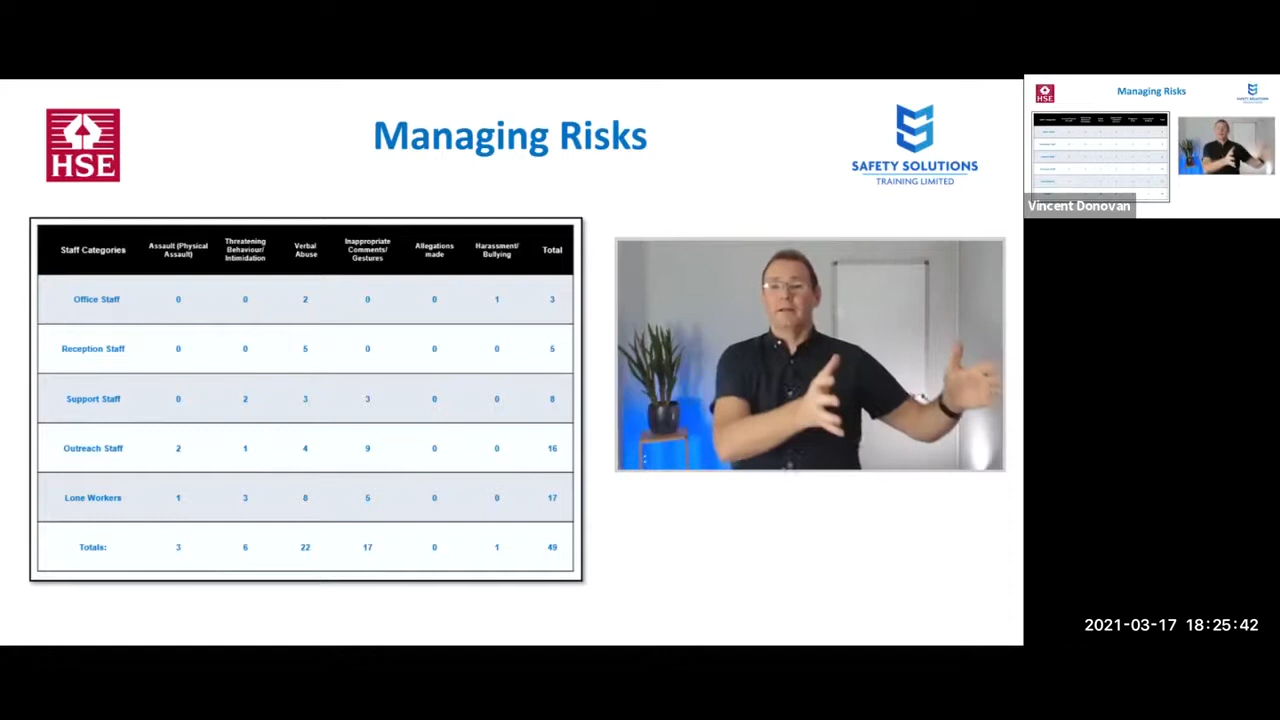 HSE
Managing Risks
SAFETY SOLUTIONS
TRAINING LIMITED
Staff Categories Assault (Physical Assault) Threatening Behaviour/ Intimidation Verbal Abuse Inappropriate Comments/ Gestures Allegations made Harassment/ Bullying Total
Office Staff 0 0 2 0 0 1 3
Reception Staff 0 0 5 0 0 0 5
Support Staff 0 2 3 3 0 0 8
Outreach Staff 2 1 4 9 0 0 16
Lone Workers 1 3 8 5 0 0 17
Totals: 3 6 22 17 0 1 49
HSE
Managing Risks
SAFETY SOLUTIONS
Vincent Donovan
2021-03-17 18:25:42